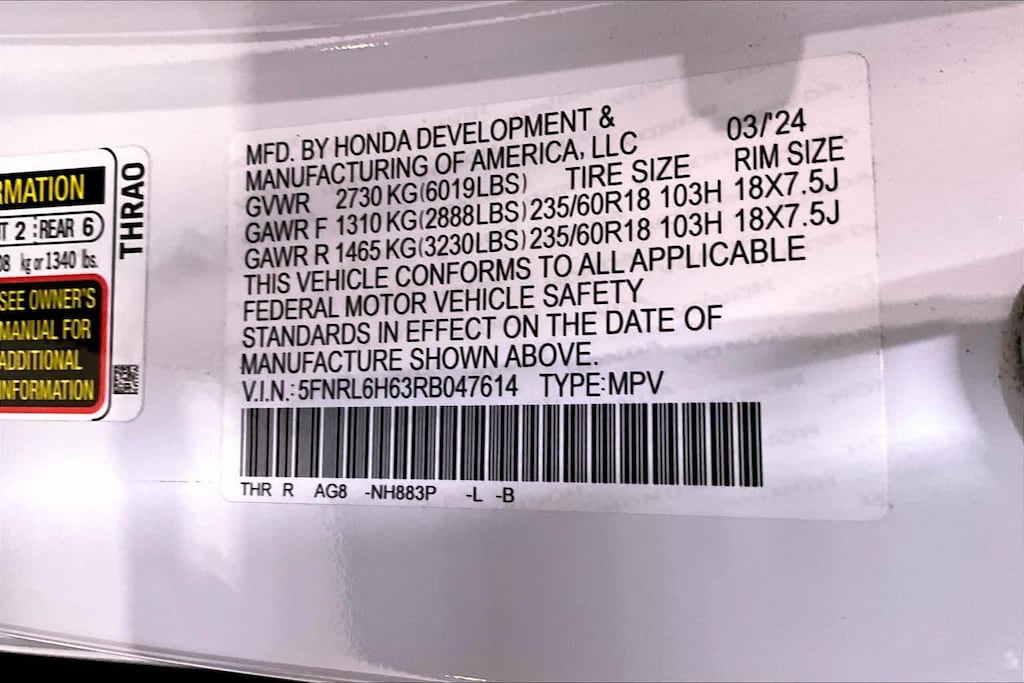 RMATION
T 2 REAR 6
08 kg or 1340 lbs.
SEE OWNER'S
MANUAL FOR
ADDITIONAL
INFORMATION
THRAO
MFD. BY HONDA DEVELOPMENT &
MANUFACTURING OF AMERICA, LLC 03/'24
GVWR 2730 KG(6019LBS) TIRE SIZE RIM SIZE
GAWR F 1310 KG(2888LBS) 235/60R18 103H 18X7.5J
GAWR R 1465 KG(3230LBS) 235/60R18 103H 18X7.5J
THIS VEHICLE CONFORMS TO ALL APPLICABLE
FEDERAL MOTOR VEHICLE SAFETY
STANDARDS IN EFFECT ON THE DATE OF
MANUFACTURE SHOWN ABOVE.
V.I.N.: 5FNRL6H63RB047614 TYPE:MPV
THR R AG8 -NH883P -L -B